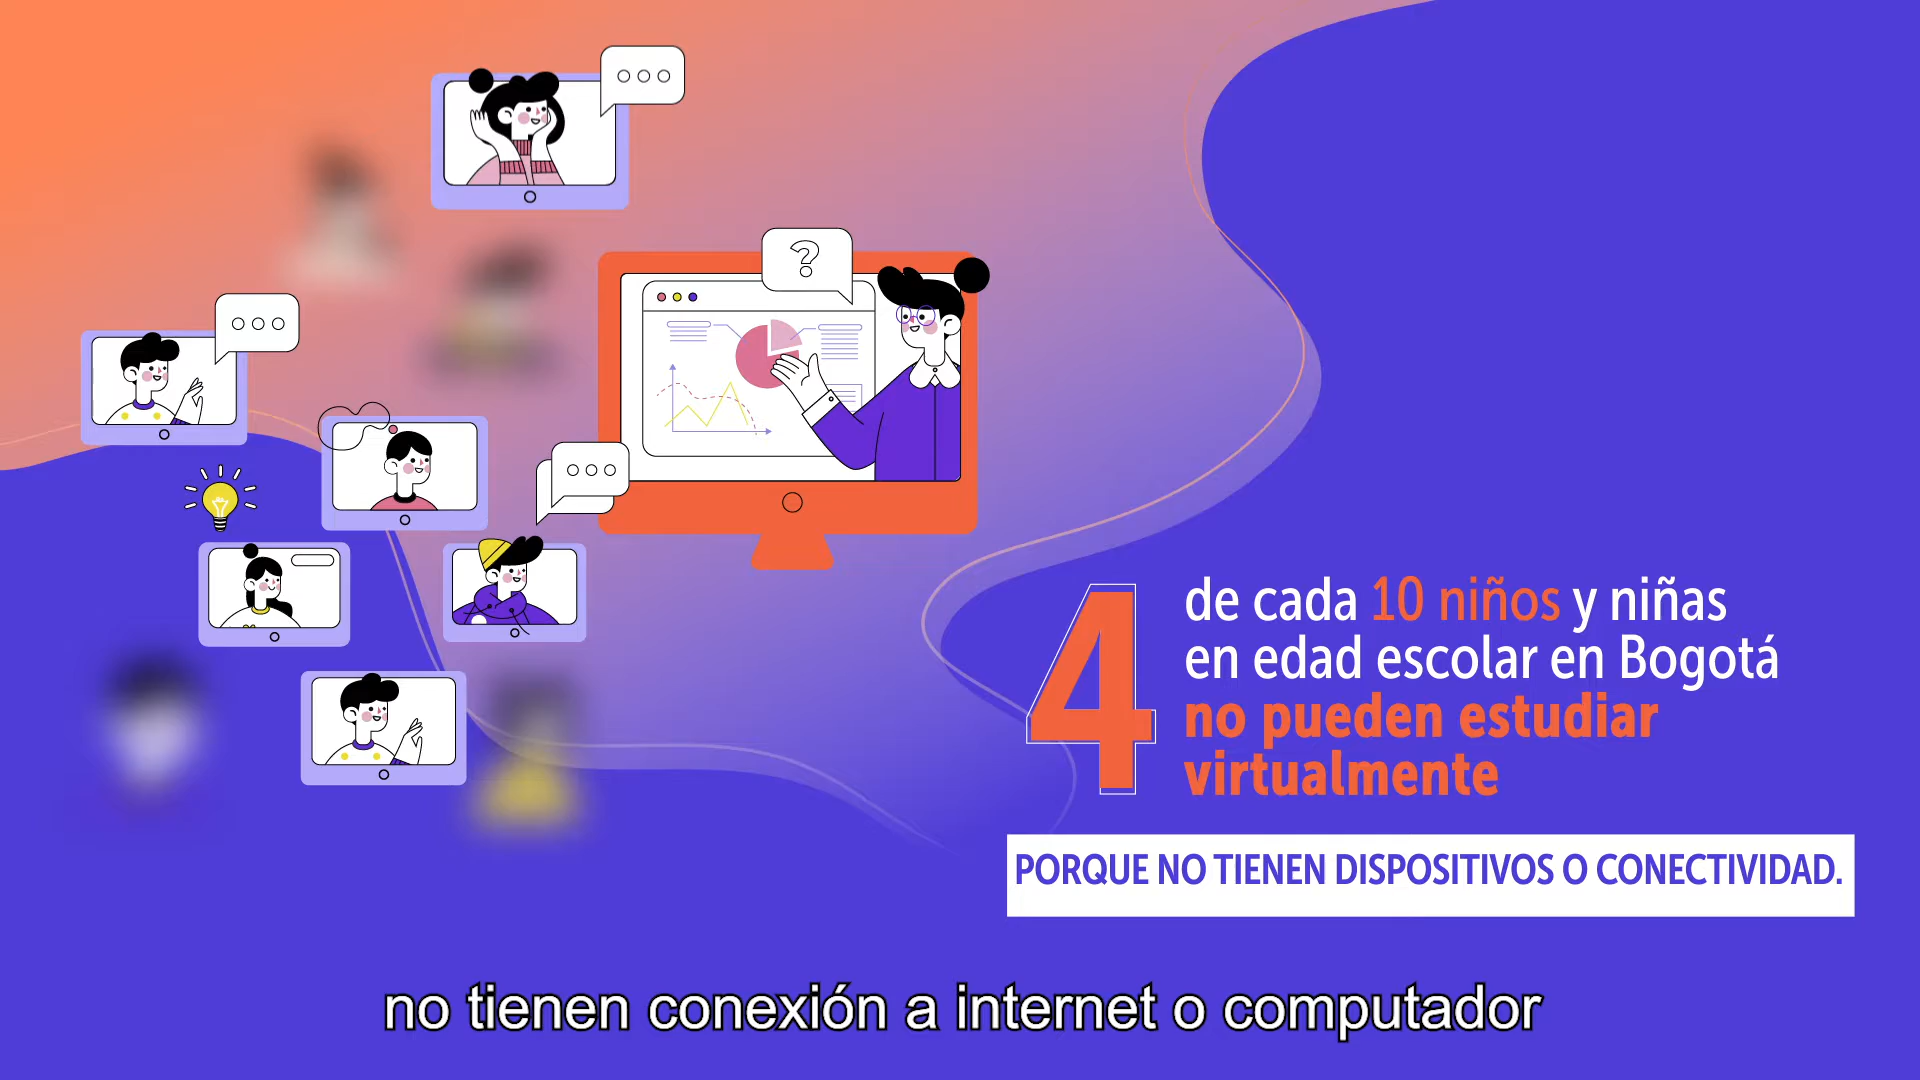 ?
4
de cada 10 niños y niñas
en edad escolar en Bogotá
no pueden estudiar
virtualmente
PORQUE NO TIENEN DISPOSITIVOS O CONECTIVIDAD.
no tienen conexión a internet o computador